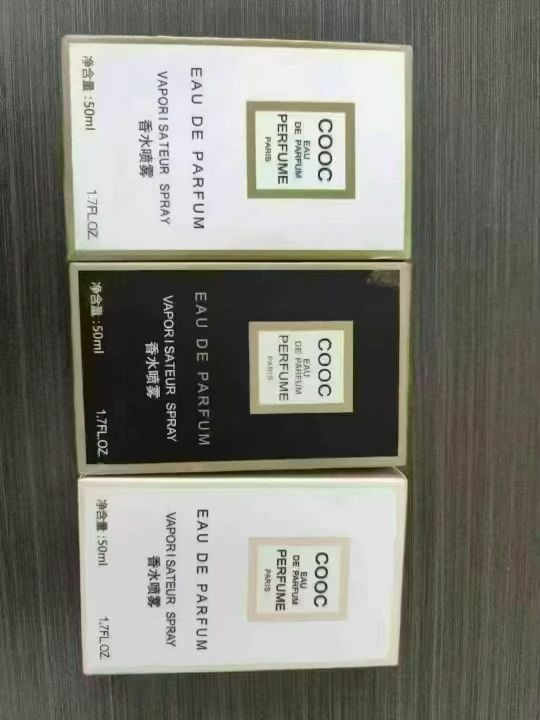 COOC
EAU
DE PARFUM
PERFUME
PARIS
EAU DE PARFUM
VAPORISATEUR SPRAY
香水喷雾
净含量:50ml 1.7FL.OZ.
COOC
EAU
DE PARFUM
PERFUME
PARIS
EAU DE PARFUM
VAPORISATEUR SPRAY
香水喷雾
净含量:50ml 1.7FL.OZ.
COOC
EAU
DE PARFUM
PERFUME
PARIS
EAU DE PARFUM
VAPORISATEUR SPRAY
香水喷雾
净含量:50ml 1.7FL.OZ.